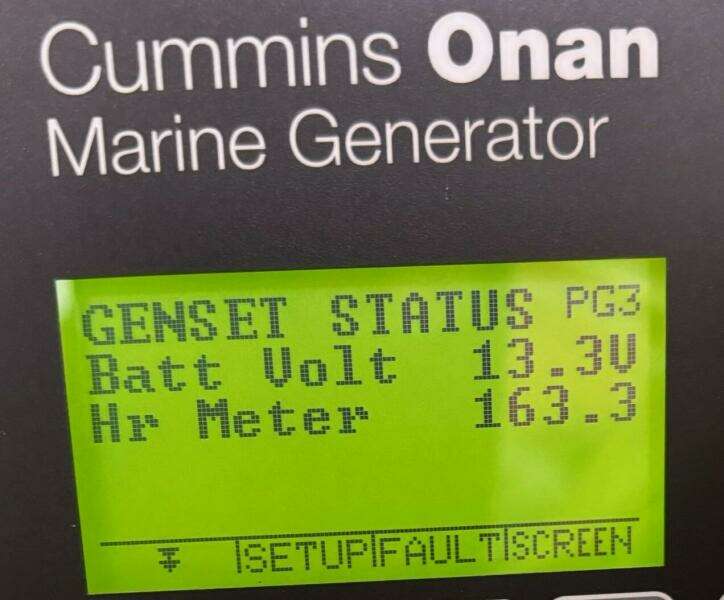 Cummins Onan
Marine Generator
GENSET STATUS PG3
Batt Volt 13.3V
Hr Meter 163.3
|SETUP|FAULT|SCREEN